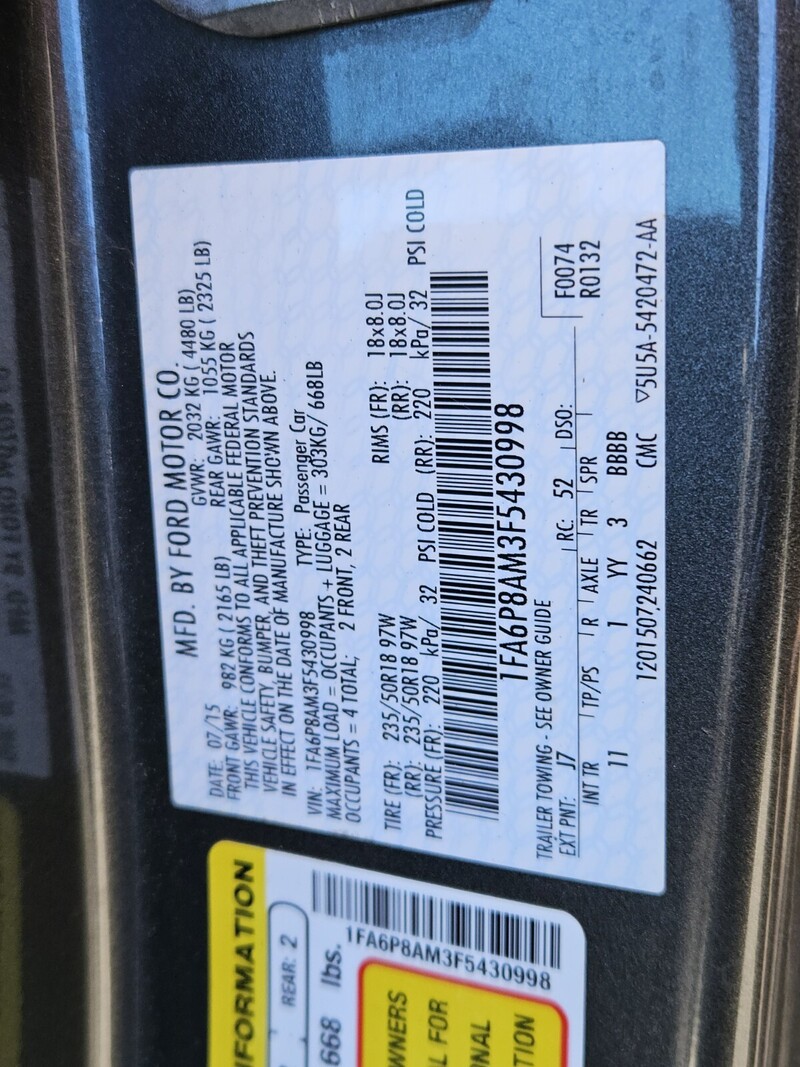 MFD. BY FORD MOTOR CO.
DATE: 07/15 GVWR: 2032 KG ( 4480 LB)
FRONT GAWR: 982 KG ( 2165 LB) REAR GAWR: 1055 KG ( 2325 LB)
THIS VEHICLE CONFORMS TO ALL APPLICABLE FEDERAL MOTOR
VEHICLE SAFETY, BUMPER, AND THEFT PREVENTION STANDARDS
IN EFFECT ON THE DATE OF MANUFACTURE SHOWN ABOVE.
VIN: 1FA6P8AM3F5430998 TYPE: Passenger Car
MAXIMUM LOAD = OCCUPANTS + LUGGAGE = 303KG/ 668LB
OCCUPANTS = 4 TOTAL; 2 FRONT, 2 REAR
TIRE (FR): 235/50R18 97W RIMS (FR): 18x8.0J
(RR): 235/50R18 97W (RR): 18x8.0J
PRESSURE (FR): 220 kPa/ 32 PSI COLD (RR): 220 kPa/ 32 PSI COLD
1FA6P8AM3F5430998
TRAILER TOWING - SEE OWNER GUIDE
EXT PNT: J7 RC: 52 DSO: F0074
R0132
INT TR TP/PS R AXLE TR SPR
11 1 YY 3 BBBB
1201507240662 CMC ▽5U5A-5420472-AA
FORMATION
REAR: 2
668 lbs.
1FA6P8AM3F5430998
WNERS
L FOR
NAL
TION